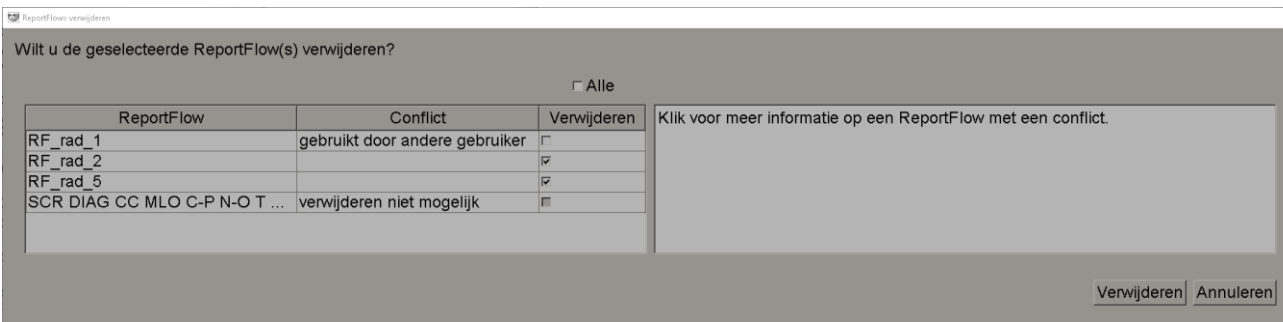 ReportFlows verwijderen
Wilt u de geselecteerde ReportFlow(s) verwijderen?
Alle
ReportFlow Conflict Verwijderen
RF_rad_1 gebruikt door andere gebruiker
RF_rad_2
RF_rad_5
SCR DIAG CC MLO C-P N-O T ... verwijderen niet mogelijk
Klik voor meer informatie op een ReportFlow met een conflict.
Verwijderen Annuleren